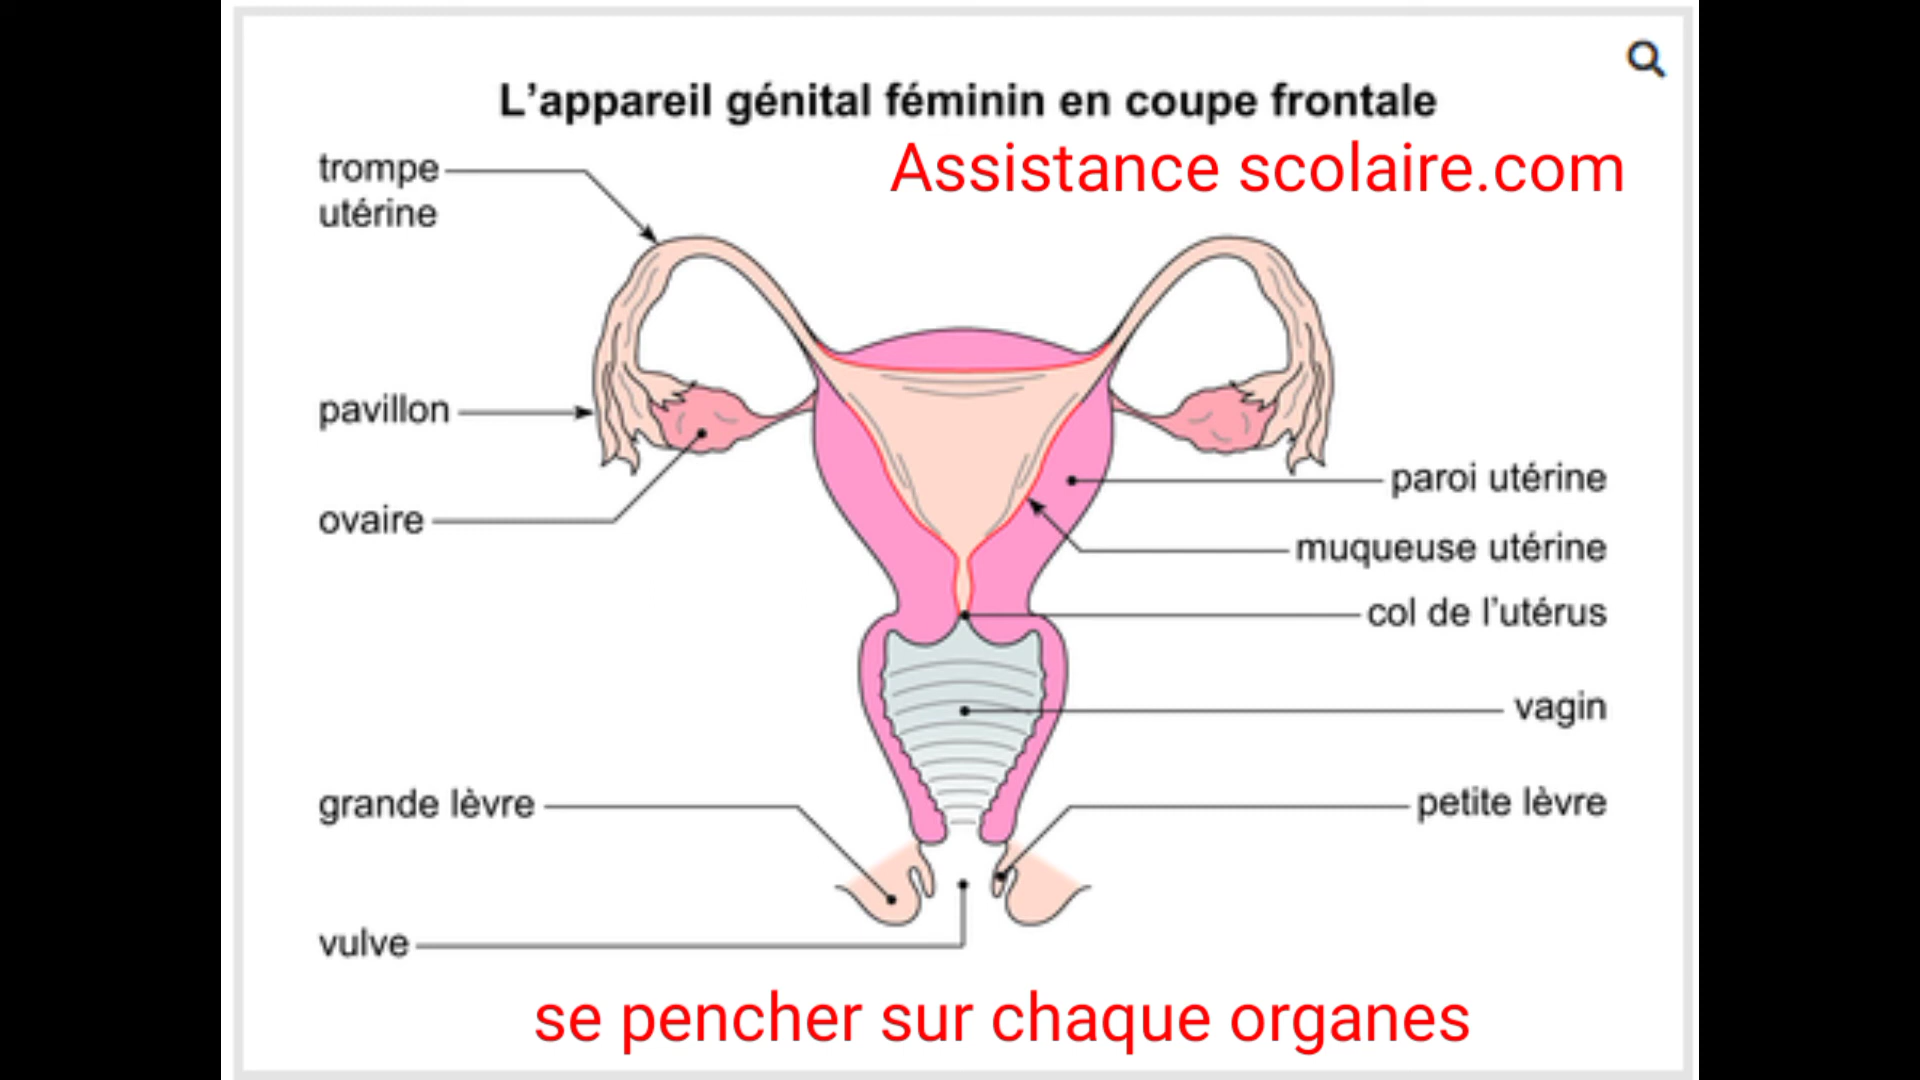 L'appareil génital féminin en coupe frontale
Assistance scolaire.com
trompe
utérine
pavillon
ovaire
paroi utérine
muqueuse utérine
col de l'utérus
vagin
grande lèvre
petite lèvre
vulve
se pencher sur chaque organes